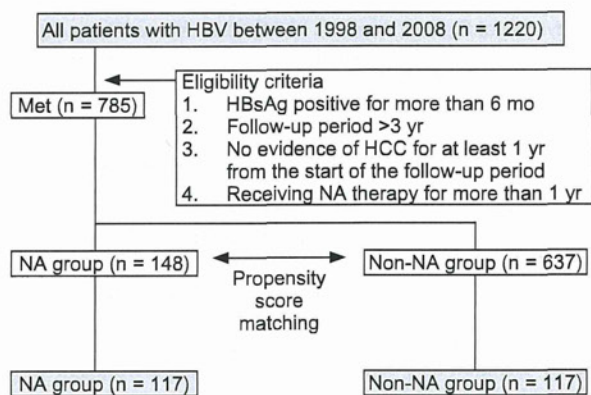 All patients with HBV between 1998 and 2008 (n = 1220)
Met (n = 785)
Eligibility criteria
1. HBsAg positive for more than 6 mo
2. Follow-up period >3 yr
3. No evidence of HCC for at least 1 yr
from the start of the follow-up period
4. Receiving NA therapy for more than 1 yr
NA group (n = 148)
Propensity
score
matching
Non-NA group (n = 637)
NA group (n = 117)
Non-NA group (n = 117)